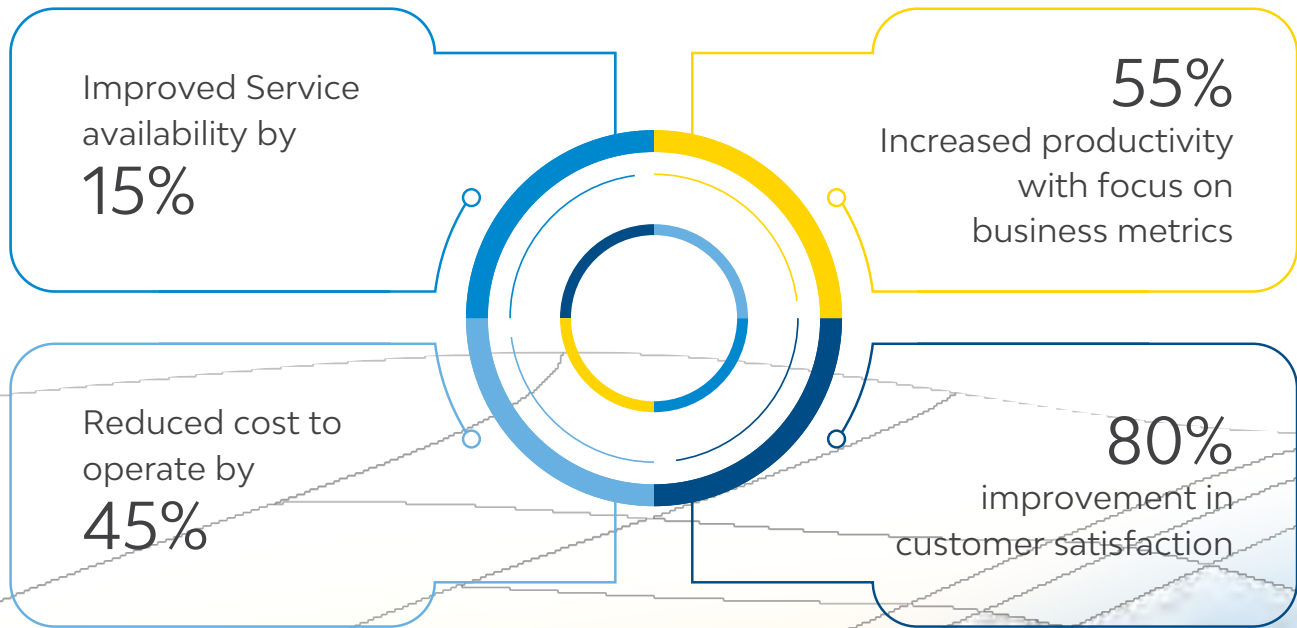 Improved Service
availability by
15%
55%
Increased productivity
with focus on
business metrics
Reduced cost to
operate by
45%
80%
improvement in
customer satisfaction